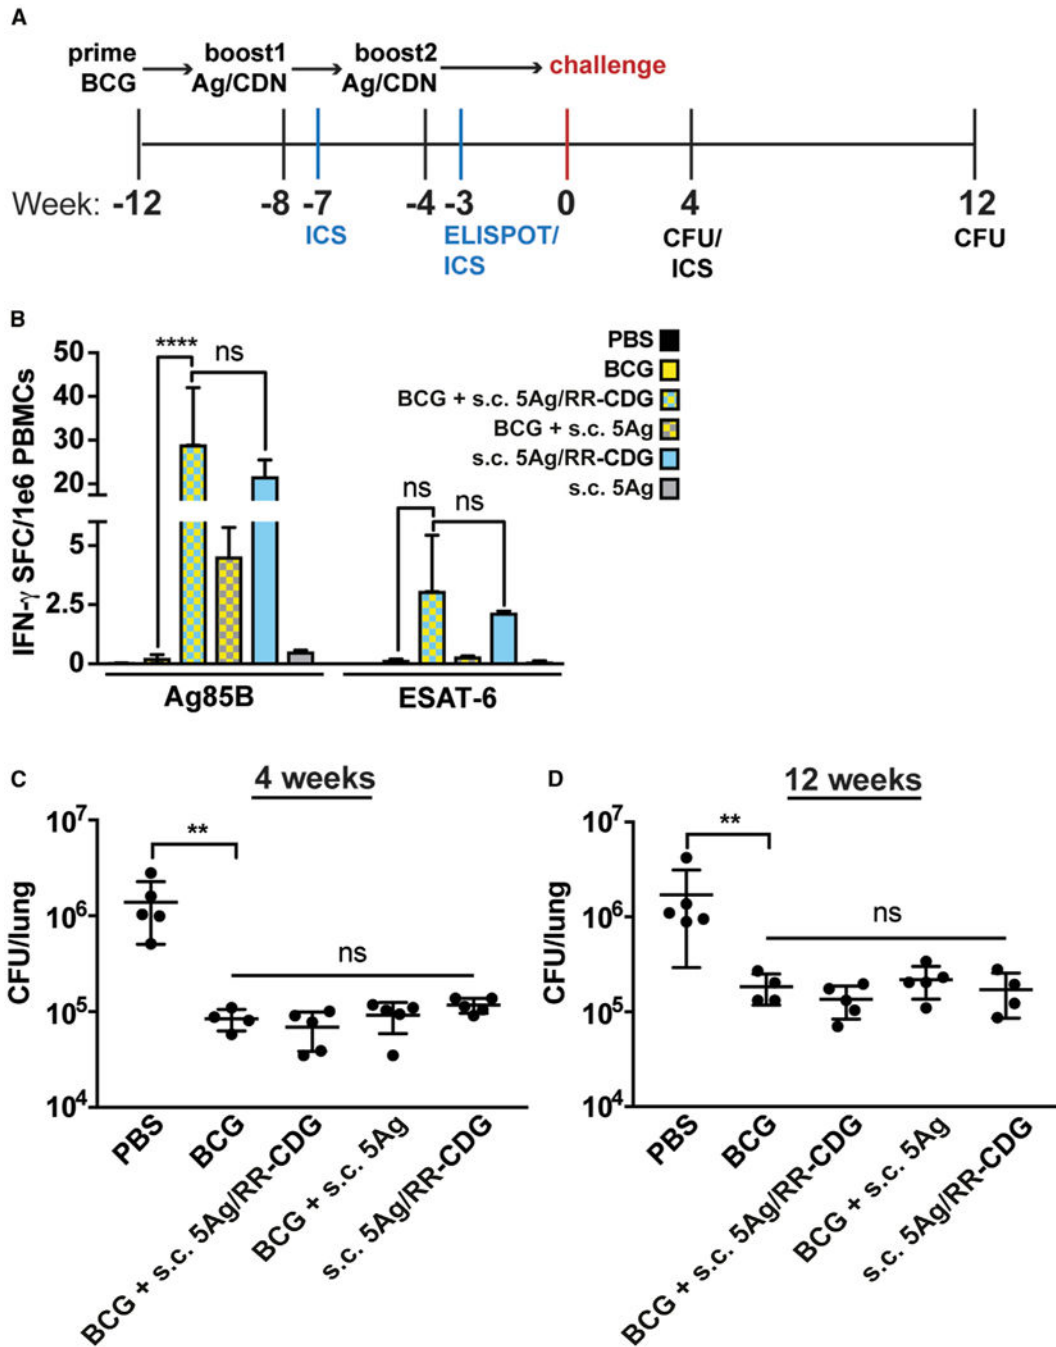 A
prime
BCG
boost1
Ag/CDN
boost2
Ag/CDN
challenge
Week: -12 -8 -7 -4 -3 0 4 12
ICS
ELISPOT/
ICS
CFU/
ICS
CFU
B
IFN-γ SFC/1e6 PBMCs
50
40
30
20
5
2.5
0
**** ns
ns ns
PBS
BCG
BCG + s.c. 5Ag/RR-CDG
BCG + s.c. 5Ag
s.c. 5Ag/RR-CDG
s.c. 5Ag
Ag85B ESAT-6
C
4 weeks
CFU/lung
10^7
10^6
10^5
10^4
**
ns
PBS
BCG
BCG + s.c. 5Ag/RR-CDG
BCG + s.c. 5Ag
s.c. 5Ag/RR-CDG
D
12 weeks
CFU/lung
10^7
10^6
10^5
10^4
**
ns
PBS
BCG
BCG + s.c. 5Ag/RR-CDG
BCG + s.c. 5Ag
s.c. 5Ag/RR-CDG